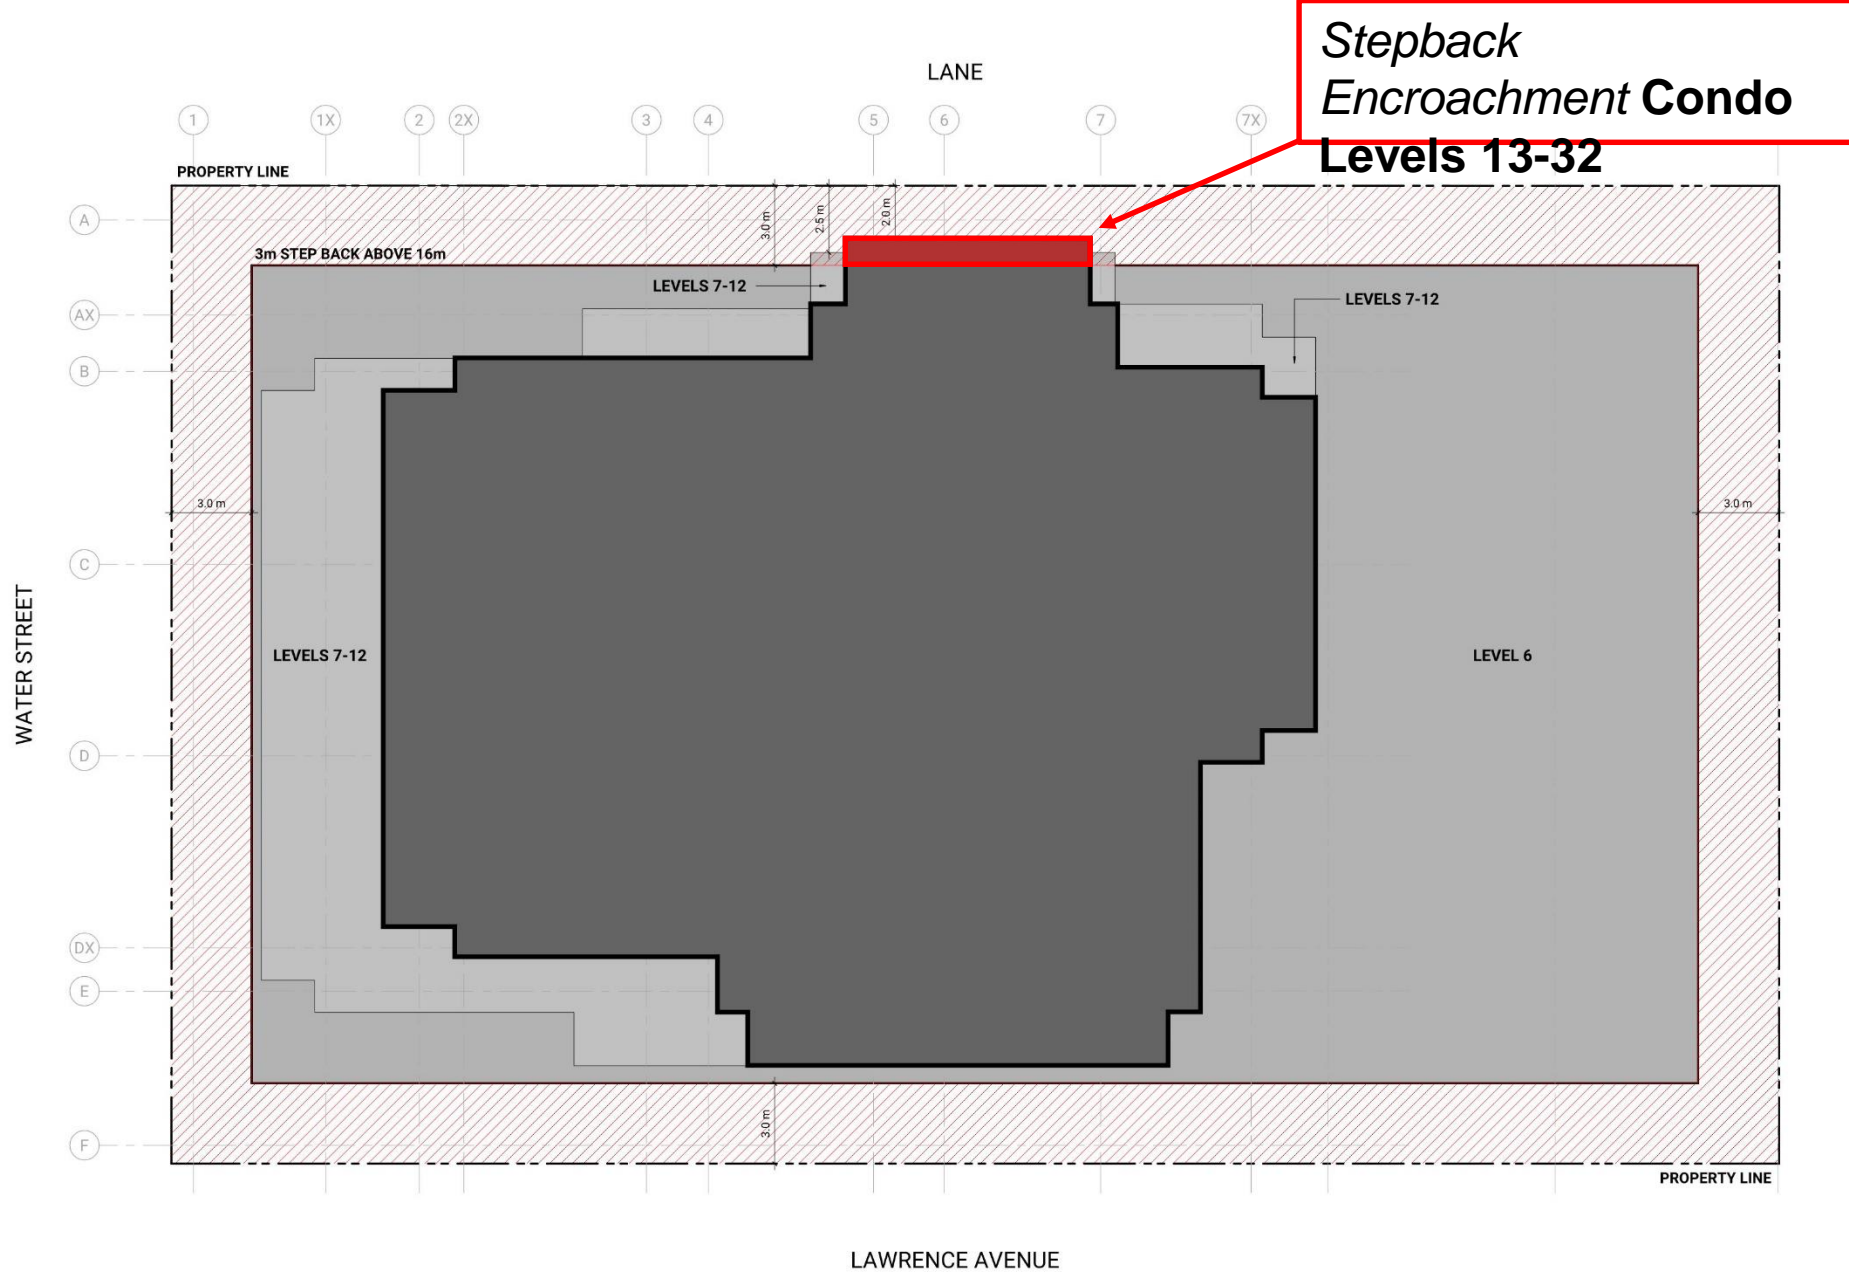 Stepback
Encroachment Condo
Levels 13-32
LANE
1 1X 2 2X 3 4 5 6 7 7X
PROPERTY LINE
A
3.0 m
2.5 m
2.0 m
3m STEP BACK ABOVE 16m
LEVELS 7-12
LEVELS 7-12
AX
B
3.0 m
3.0 m
C
WATER STREET
LEVELS 7-12
LEVEL 6
D
DX
E
3.0 m
F
PROPERTY LINE
LAWRENCE AVENUE